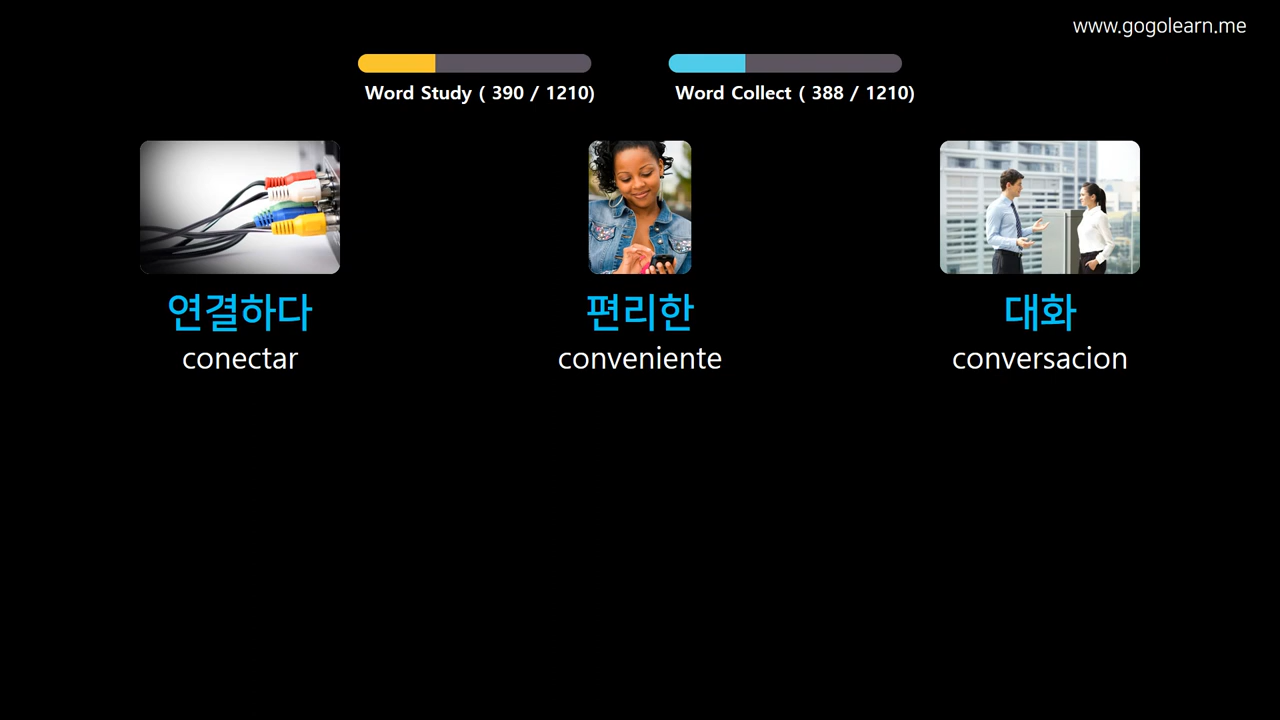 www.gogolearn.me
Word Study ( 390 / 1210)
Word Collect ( 388 / 1210)
연결하다
편리한
대화
conectar
conveniente
conversacion